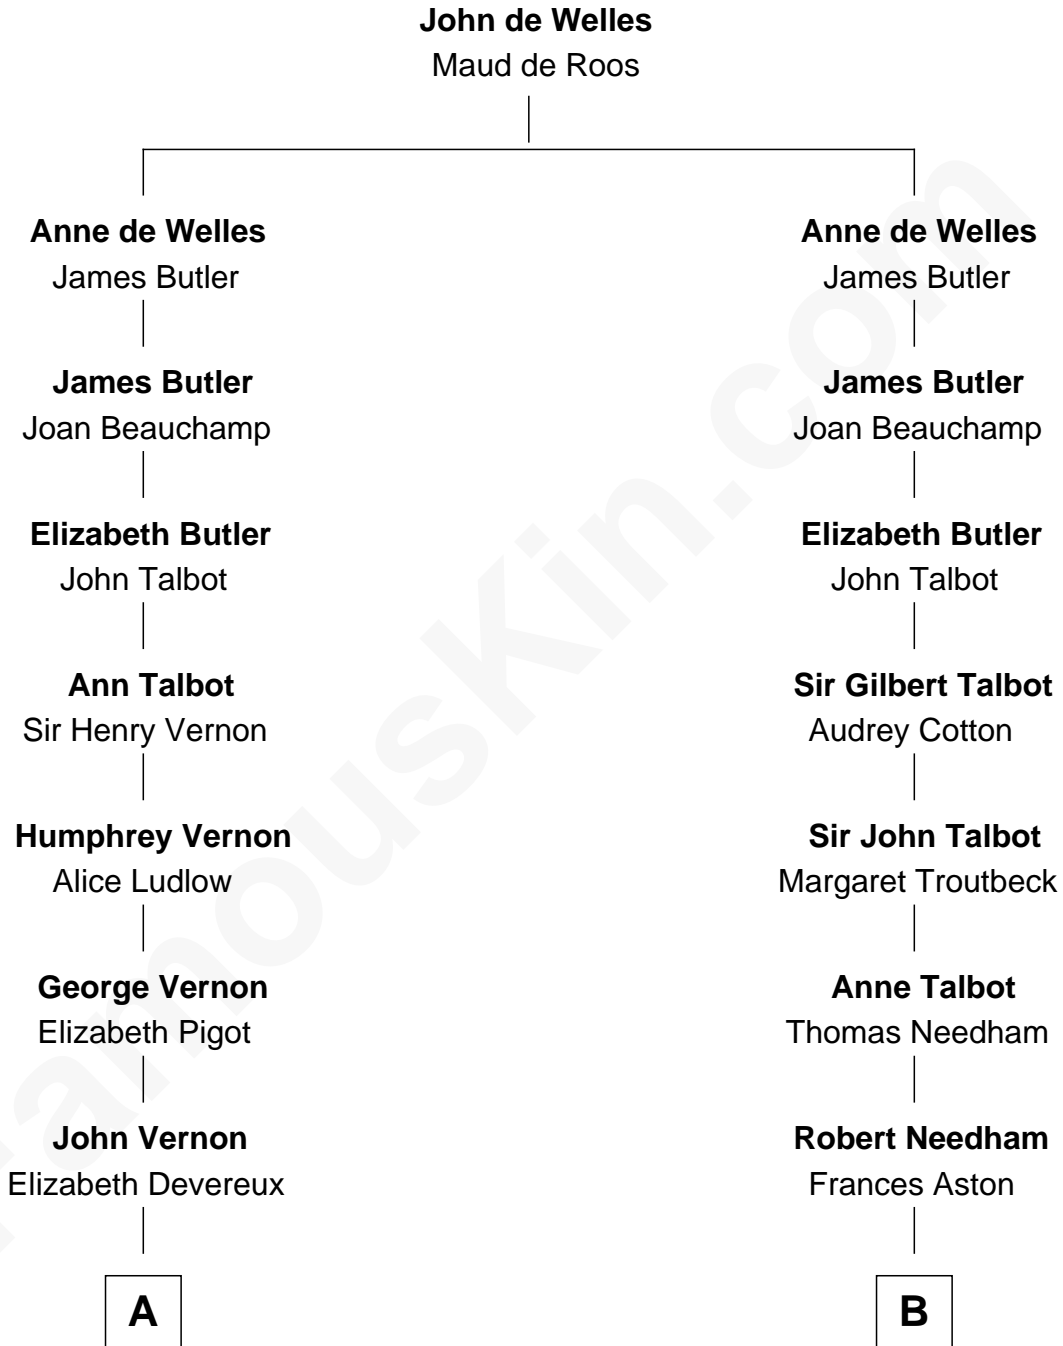 John de Welles
Maud de Roos
Anne de Welles
James Butler
James Butler
Joan Beauchamp
Elizabeth Butler
John Talbot
Ann Talbot
Sir Henry Vernon
Humphrey Vernon
Alice Ludlow
George Vernon
Elizabeth Pigot
John Vernon
Elizabeth Devereux
A
Anne de Welles
James Butler
James Butler
Joan Beauchamp
Elizabeth Butler
John Talbot
Sir Gilbert Talbot
Audrey Cotton
Sir John Talbot
Margaret Troutbeck
Anne Talbot
Thomas Needham
Robert Needham
Frances Aston
B
FamousKin.com